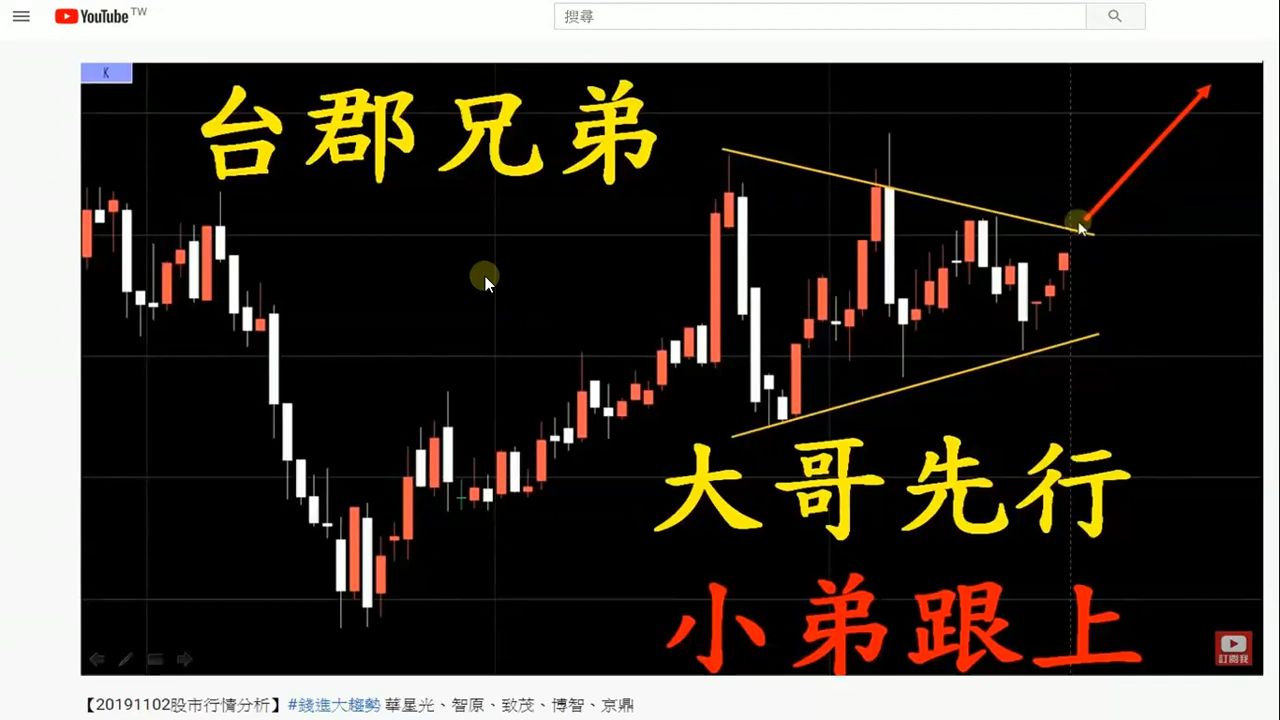 YouTube TW
搜尋
K
台郡兄弟
大哥先行
小弟跟上
訂閱我
【20191102股市行情分析】#錢進大趨勢 華星光、智原、致茂、博智、京鼎